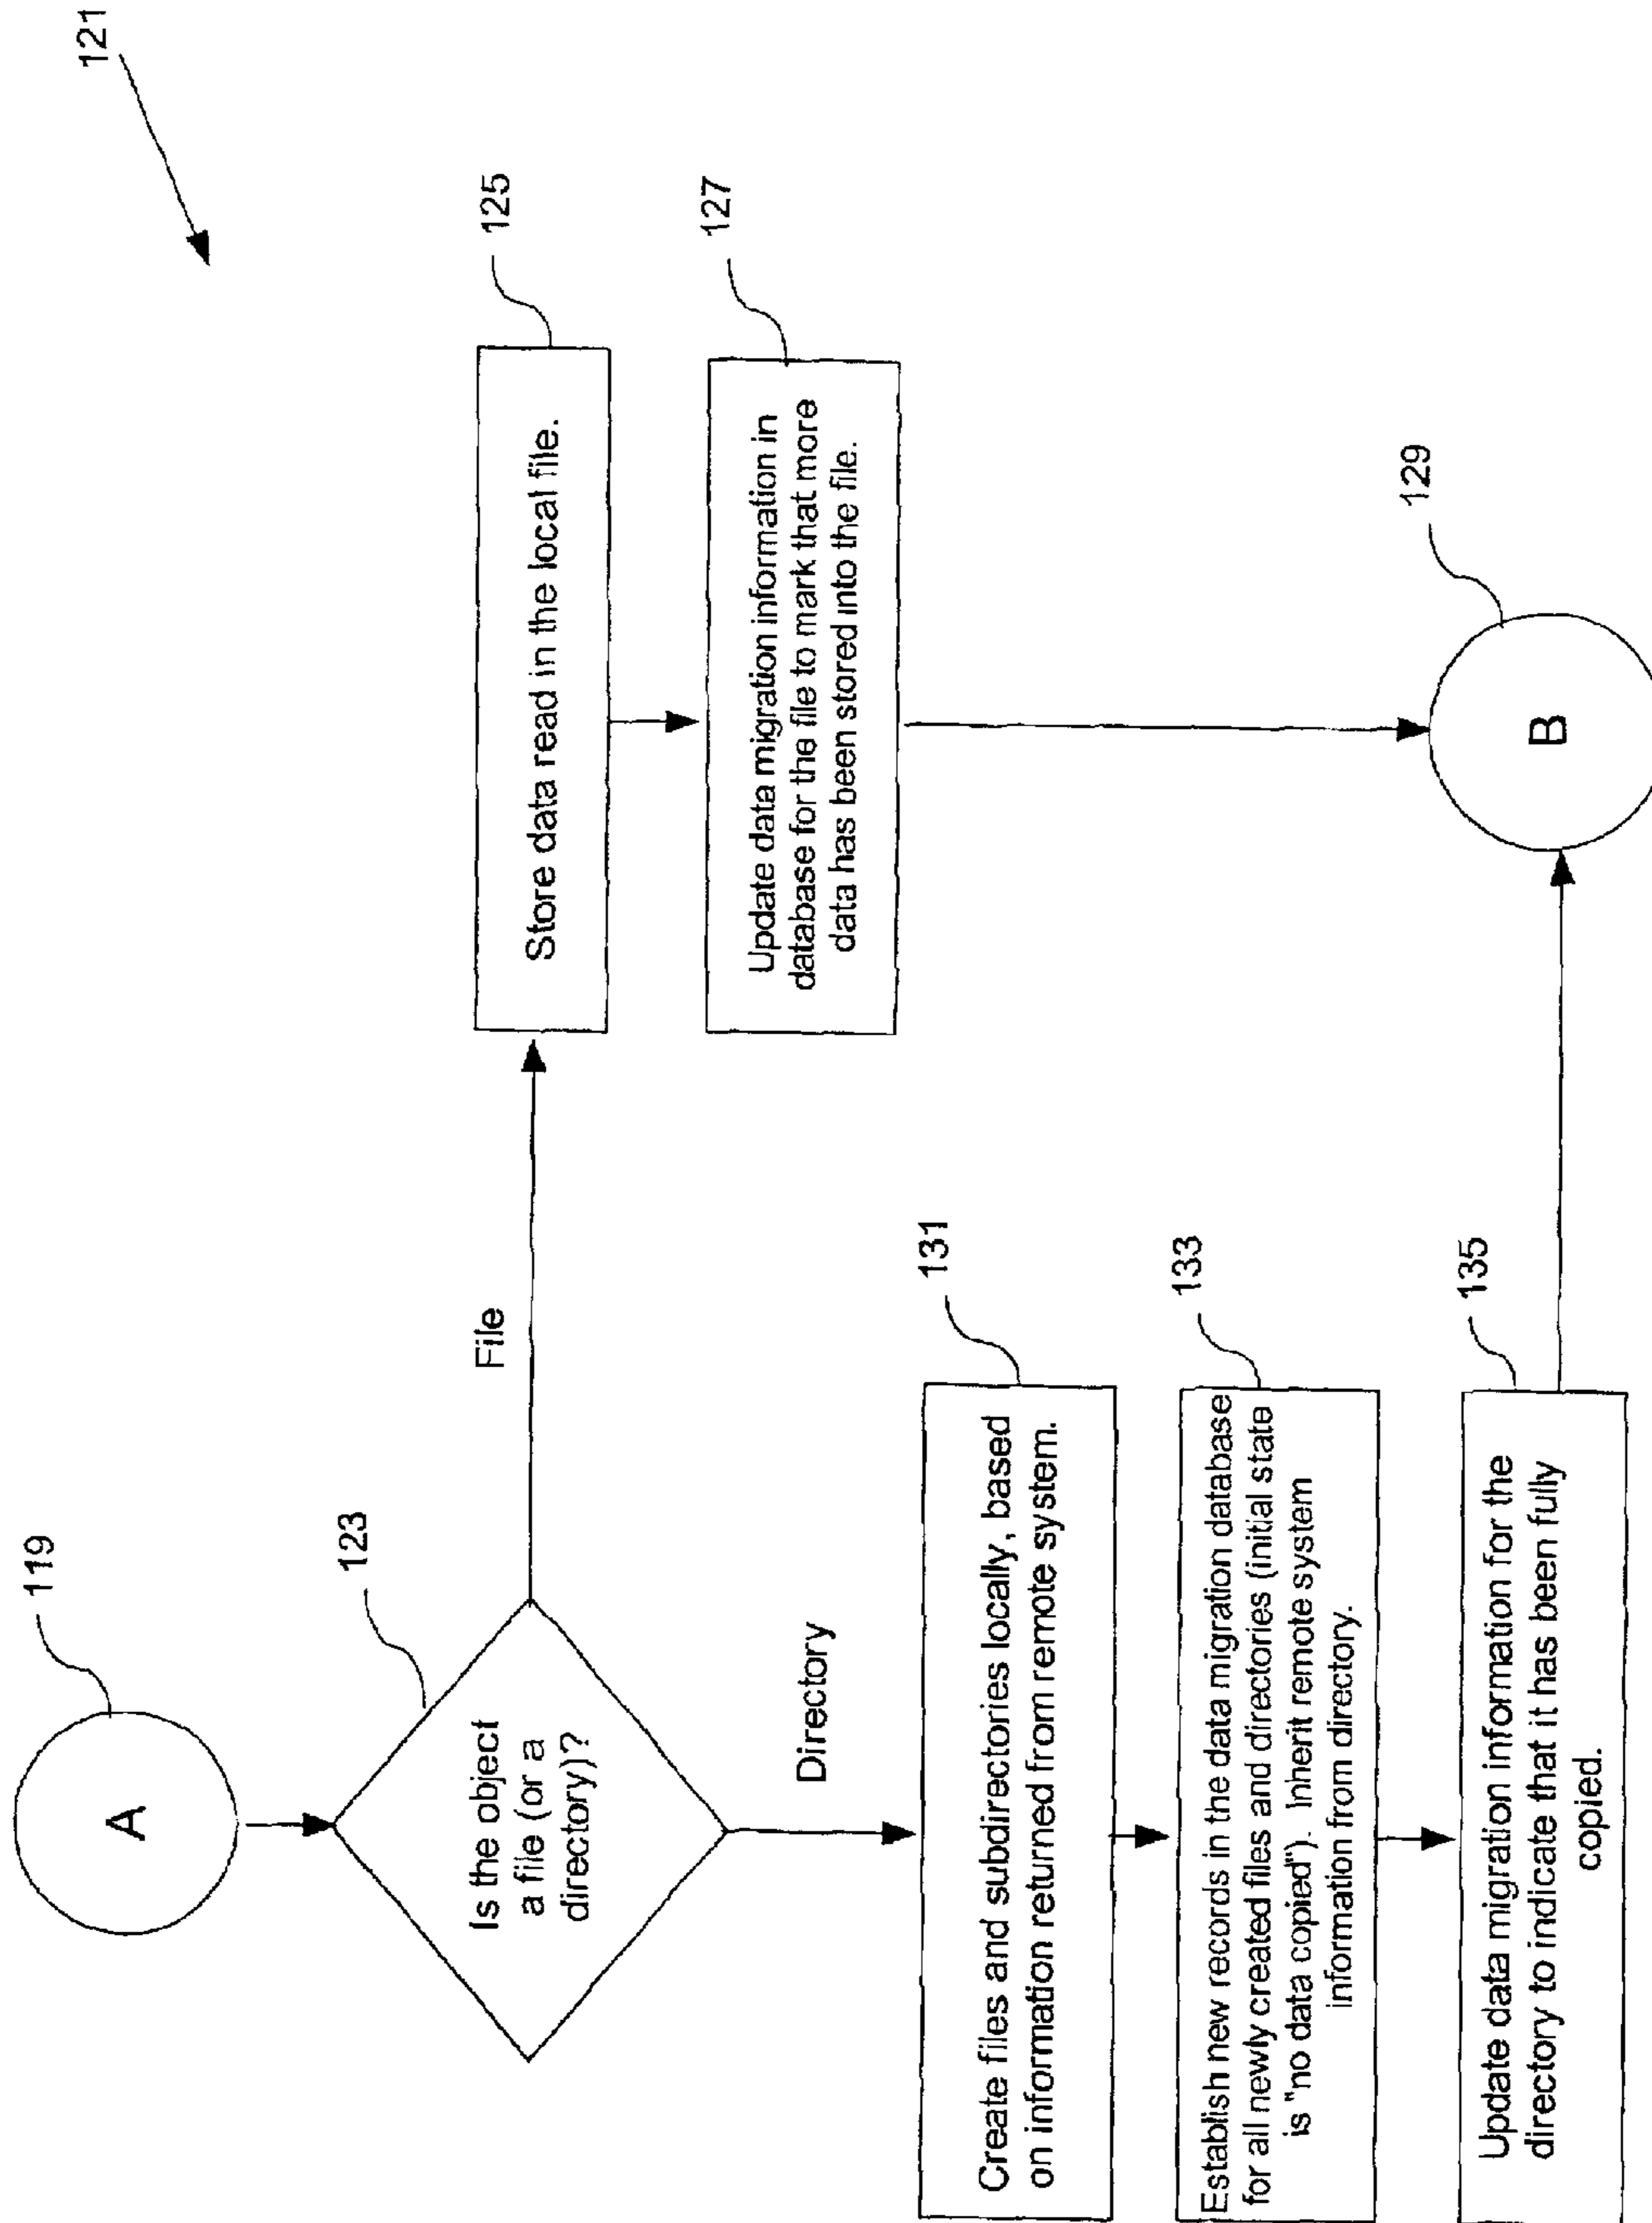 121
119
A
123
Is the object
a file (or a
directory)?
File
Directory
125
Store data read in the local file.
127
Update data migration information in
database for the file to mark that more
data has been stored into the file.
131
Create files and subdirectories locally, based
on information returned from remote system.
133
Establish new records in the data migration database
for all newly created files and directories (initial state
is "no data copied"). Inherit remote system
information from directory.
135
Update data migration information for the
directory to indicate that it has been fully
copied.
129
B